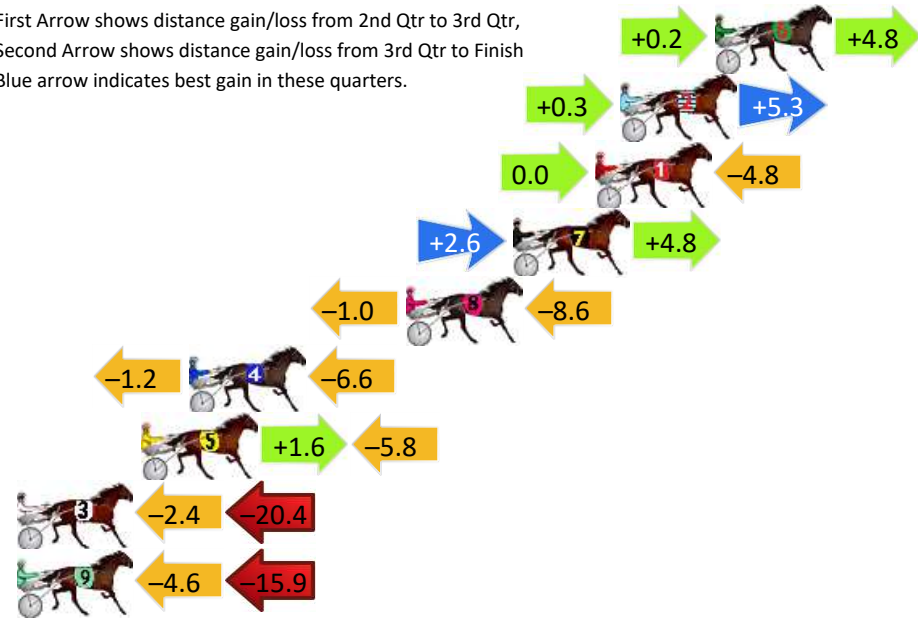 First Arrow shows distance gain/loss from 2nd Qtr to 3rd Qtr,
Second Arrow shows distance gain/loss from 3rd Qtr to Finish
Blue arrow indicates best gain in these quarters.
+0.2 6 +4.8
+0.3 2 +5.3
0.0 1 –4.8
+2.6 7 +4.8
–1.0 8 –8.6
–1.2 4 –6.6
5 +1.6 –5.8
3 –2.4 –20.4
9 –4.6 –15.9